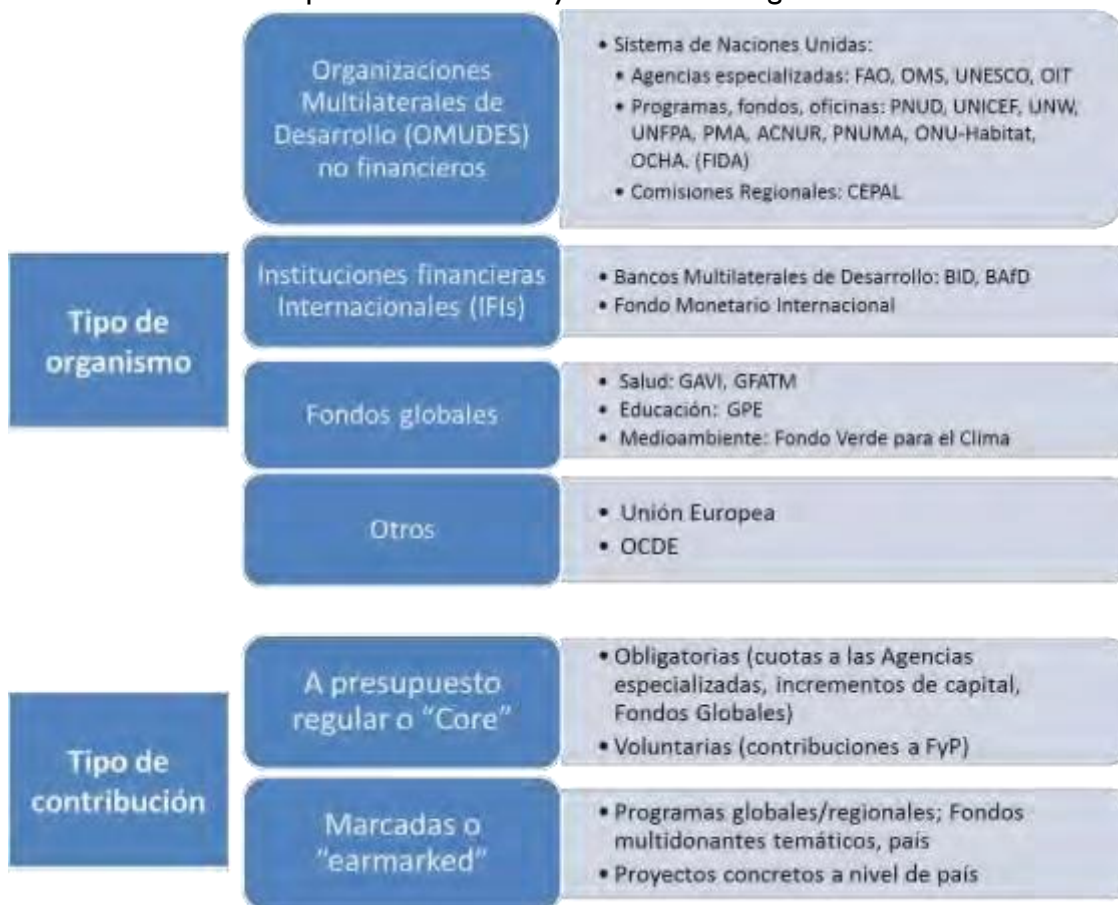 Organizaciones
Multilaterales de
Desarrollo (OMUDES)
no financieros
• Sistema de Naciones Unidas:
• Agencias especializadas: FAO, OMS, UNESCO, OIT
• Programas, fondos, oficinas: PNUD, UNICEF, UNW,
UNFPA, PMA, ACNUR, PNUMA, ONU-Habitat,
OCHA. (FIDA)
• Comisiones Regionales: CEPAL
Tipo de
organismo
Instituciones financieras
Internacionales (IFIs)
• Bancos Multilaterales de Desarrollo: BID, BAfD
• Fondo Monetario Internacional
Fondos globales
• Salud: GAVI, GFATM
• Educación: GPE
• Medioambiente: Fondo Verde para el Clima
Otros
• Unión Europea
• OCDE
Tipo de
contribución
A presupuesto
regular o "Core"
• Obligatorias (cuotas a las Agencias
especializadas, incrementos de capital,
Fondos Globales)
• Voluntarias (contribuciones a FyP)
Marcadas o
"earmarked"
• Programas globales/regionales; Fondos
multidonantes temáticos, país
• Proyectos concretos a nivel de país